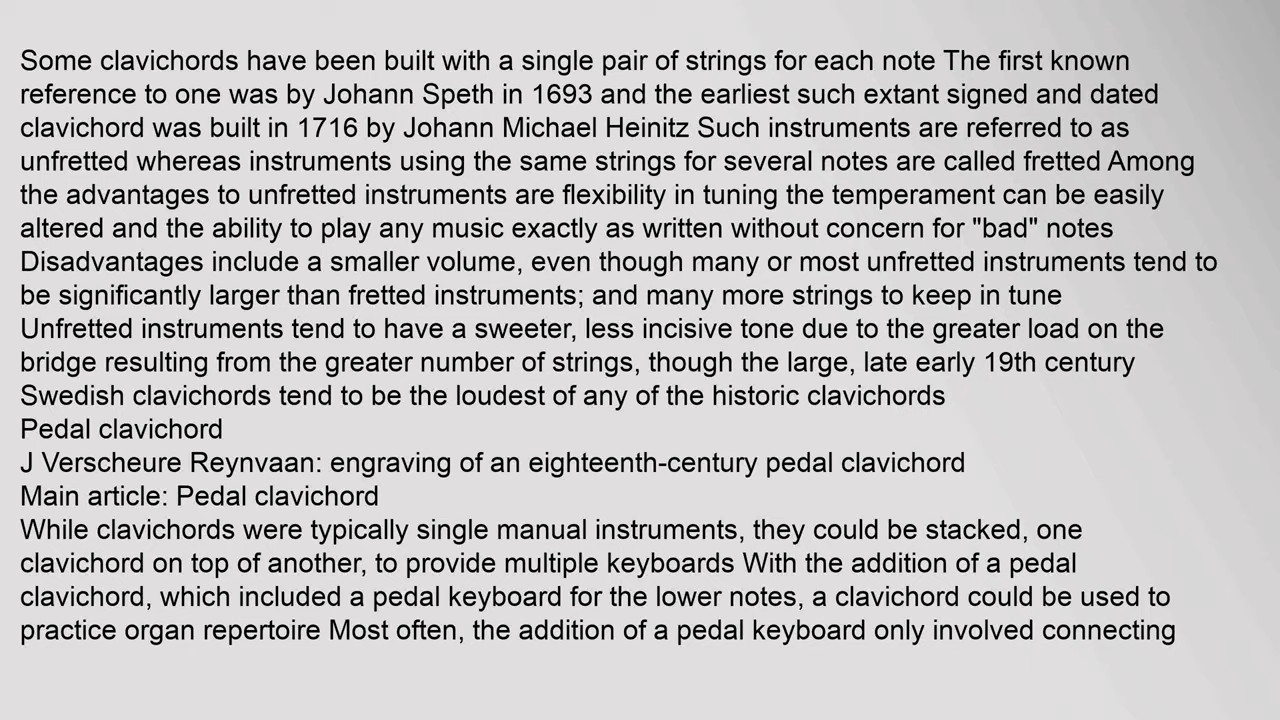 Some clavichords have been built with a single pair of strings for each note The first known
reference to one was by Johann Speth in 1693 and the earliest such extant signed and dated
clavichord was built in 1716 by Johann Michael Heinitz Such instruments are referred to as
unfretted whereas instruments using the same strings for several notes are called fretted Among
the advantages to unfretted instruments are flexibility in tuning the temperament can be easily
altered and the ability to play any music exactly as written without concern for "bad" notes
Disadvantages include a smaller volume, even though many or most unfretted instruments tend to
be significantly larger than fretted instruments; and many more strings to keep in tune
Unfretted instruments tend to have a sweeter, less incisive tone due to the greater load on the
bridge resulting from the greater number of strings, though the large, late early 19th century
Swedish clavichords tend to be the loudest of any of the historic clavichords
Pedal clavichord
J Verscheure Reynvaan: engraving of an eighteenth-century pedal clavichord
Main article: Pedal clavichord
While clavichords were typically single manual instruments, they could be stacked, one
clavichord on top of another, to provide multiple keyboards With the addition of a pedal
clavichord, which included a pedal keyboard for the lower notes, a clavichord could be used to
practice organ repertoire Most often, the addition of a pedal keyboard only involved connecting